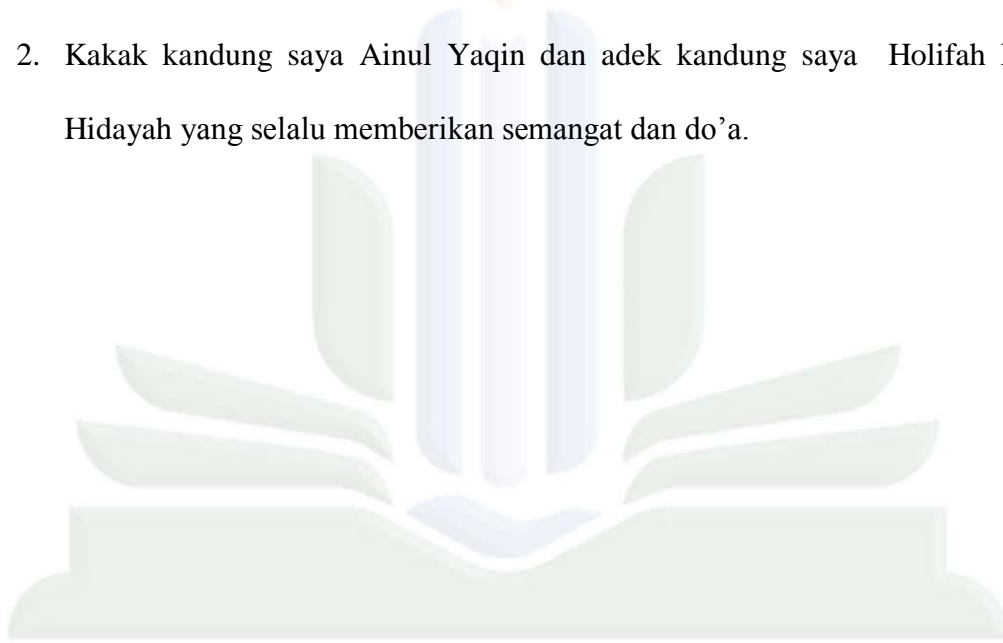 2. Kakak kandung saya Ainul Yaqin dan adek kandung saya Holifah
Hidayah yang selalu memberikan semangat dan do’a.